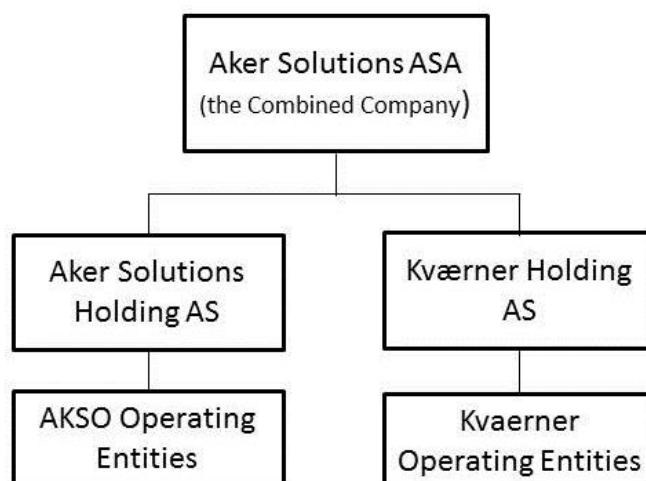 Aker Solutions ASA
(the Combined Company)
Aker Solutions
Holding AS
Kværner Holding
AS
AKSO Operating
Entities
Kvaerner
Operating Entities